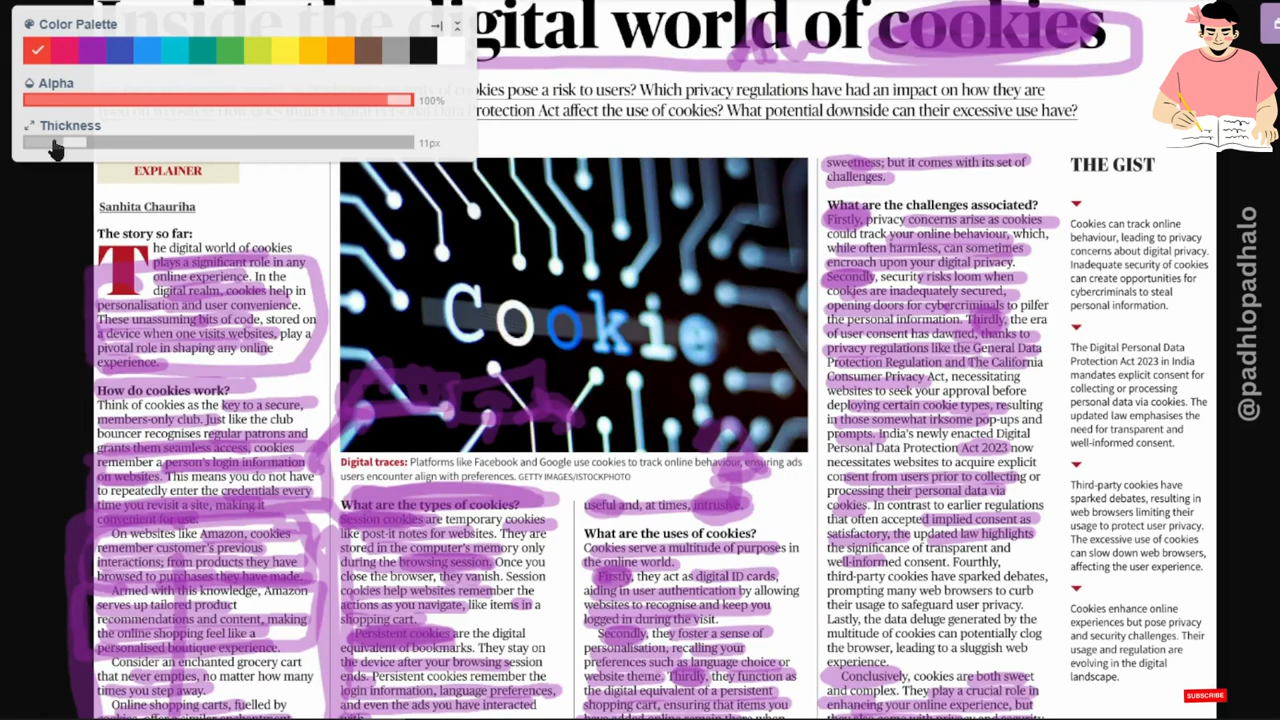 Inside the digital world of cookies
Color Palette
Alpha
100%
Thickness
11px
cookies pose a risk to users? Which privacy regulations have had an impact on how they are
Protection Act affect the use of cookies? What potential downside can their excessive use have?
EXPLAINER
Sanhita Chauriha
The story so far:
The digital world of cookies
plays a significant role in any
online experience. In the
digital realm, cookies help in
personalisation and user convenience.
These unassuming bits of code, stored on
a device when one visits websites, play a
pivotal role in shaping any online
experience.
How do cookies work?
Think of cookies as the key to a secure,
members-only club. Just like the club
bouncer recognises regular patrons and
grants them seamless access, cookies
remember a person's login information
on websites. This means you do not have
to repeatedly enter the credentials every
time you revisit a site, making it
convenient for use.
On websites like Amazon, cookies
remember customer's previous
interactions; from products they have
browsed to purchases they have made.
Armed with this knowledge, Amazon
serves up tailored product
recommendations and content, making
the online shopping feel like a
personalised boutique experience.
Consider an enchanted grocery cart
that never empties, no matter how many
times you step away.
Online shopping carts, fuelled by
cookies, offer a similar enchantment
Cookie
Digital traces: Platforms like Facebook and Google use cookies to track online behaviour, ensuring ads
users encounter align with preferences. GETTY IMAGES/ISTOCKPHOTO
What are the types of cookies?
Session cookies are temporary cookies
like post-it notes for websites. They are
stored in the computer's memory only
during the browsing session. Once you
close the browser, they vanish. Session
cookies help websites remember the
actions as you navigate, like items in a
shopping cart.
Persistent cookies are the digital
equivalent of bookmarks. They stay on
the device after your browsing session
ends. Persistent cookies remember the
login information, language preferences,
and even the ads you have interacted
with.
useful and, at times, intrusive.
What are the uses of cookies?
Cookies serve a multitude of purposes in
the online world.
Firstly, they act as digital ID cards,
aiding in user authentication by allowing
websites to recognise and keep you
logged in during the visit.
Secondly, they foster a sense of
personalisation, recalling your
preferences such as language choice or
website theme. Thirdly, they function as
the digital equivalent of a persistent
shopping cart, ensuring that items you
have added online remain there when
sweetness; but it comes with its set of
challenges.
What are the challenges associated?
Firstly, privacy concerns arise as cookies
could track your online behaviour, which,
while often harmless, can sometimes
encroach upon your digital privacy.
Secondly, security risks loom when
cookies are inadequately secured,
opening doors for cybercriminals to pilfer
the personal information. Thirdly, the era
of user consent has dawned, thanks to
privacy regulations like the General Data
Protection Regulation and The California
Consumer Privacy Act, necessitating
websites to seek your approval before
deploying certain cookie types, resulting
in those somewhat irksome pop-ups and
prompts. India's newly enacted Digital
Personal Data Protection Act 2023 now
necessitates websites to acquire explicit
consent from users prior to collecting or
processing their personal data via
cookies. In contrast to earlier regulations
that often accepted implied consent as
satisfactory, the updated law highlights
the significance of transparent and
well-informed consent. Fourthly,
third-party cookies have sparked debates,
prompting many web browsers to curb
their usage to safeguard user privacy.
Lastly, the data deluge generated by the
multitude of cookies can potentially clog
the browser, leading to a sluggish web
experience.
Conclusively, cookies are both sweet
and complex. They play a crucial role in
enhancing your online experience, but
they also come with privacy and security
THE GIST
Cookies can track online
behaviour, leading to privacy
concerns about digital privacy.
Inadequate security of cookies
can create opportunities for
cybercriminals to steal
personal information.
The Digital Personal Data
Protection Act 2023 in India
mandates explicit consent for
collecting or processing
personal data via cookies. The
updated law emphasises the
need for transparent and
well-informed consent.
Third-party cookies have
sparked debates, resulting in
web browsers limiting their
usage to protect user privacy.
The excessive use of cookies
can slow down web browsers,
affecting the user experience.
Cookies enhance online
experiences but pose privacy
and security challenges. Their
usage and regulation are
evolving in the digital
landscape.
@padhlopadhalo
SUBSCRIBE